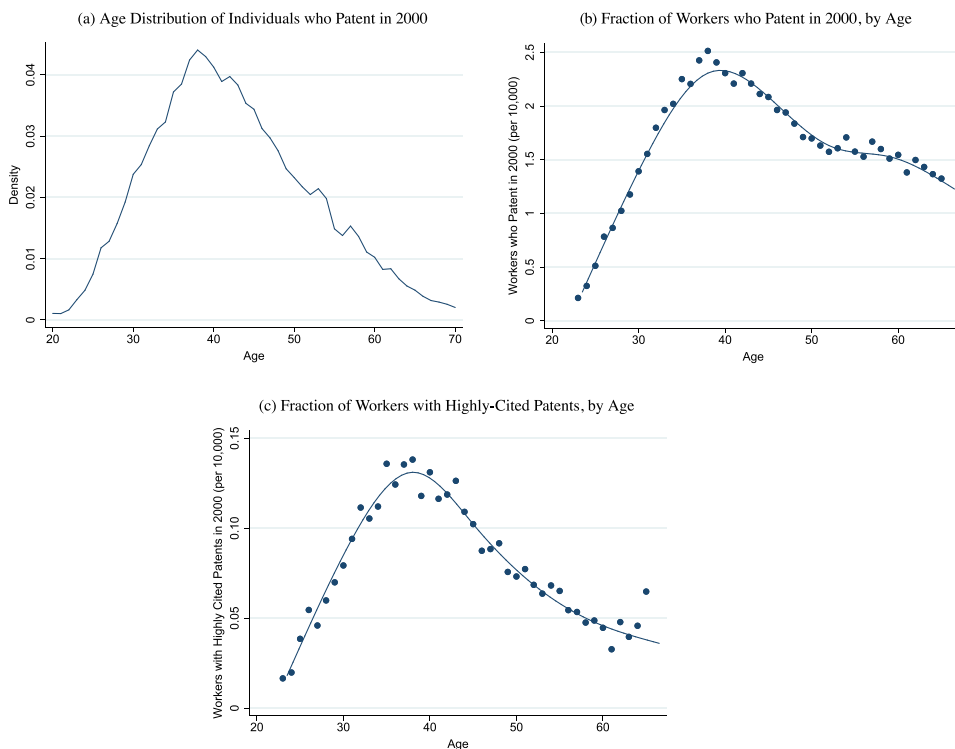 (a) Age Distribution of Individuals who Patent in 2000
Density
0.04
0.03
0.02
0.01
0
20 30 40 50 60 70
Age
(b) Fraction of Workers who Patent in 2000, by Age
Workers who Patent in 2000 (per 10,000)
2.5
2
1.5
1
0.5
0
20 30 40 50 60
Age
(c) Fraction of Workers with Highly-Cited Patents, by Age
Workers with Highly Cited Patents in 2000 (per 10,000)
0.15
0.10
0.05
0
20 30 40 50 60
Age